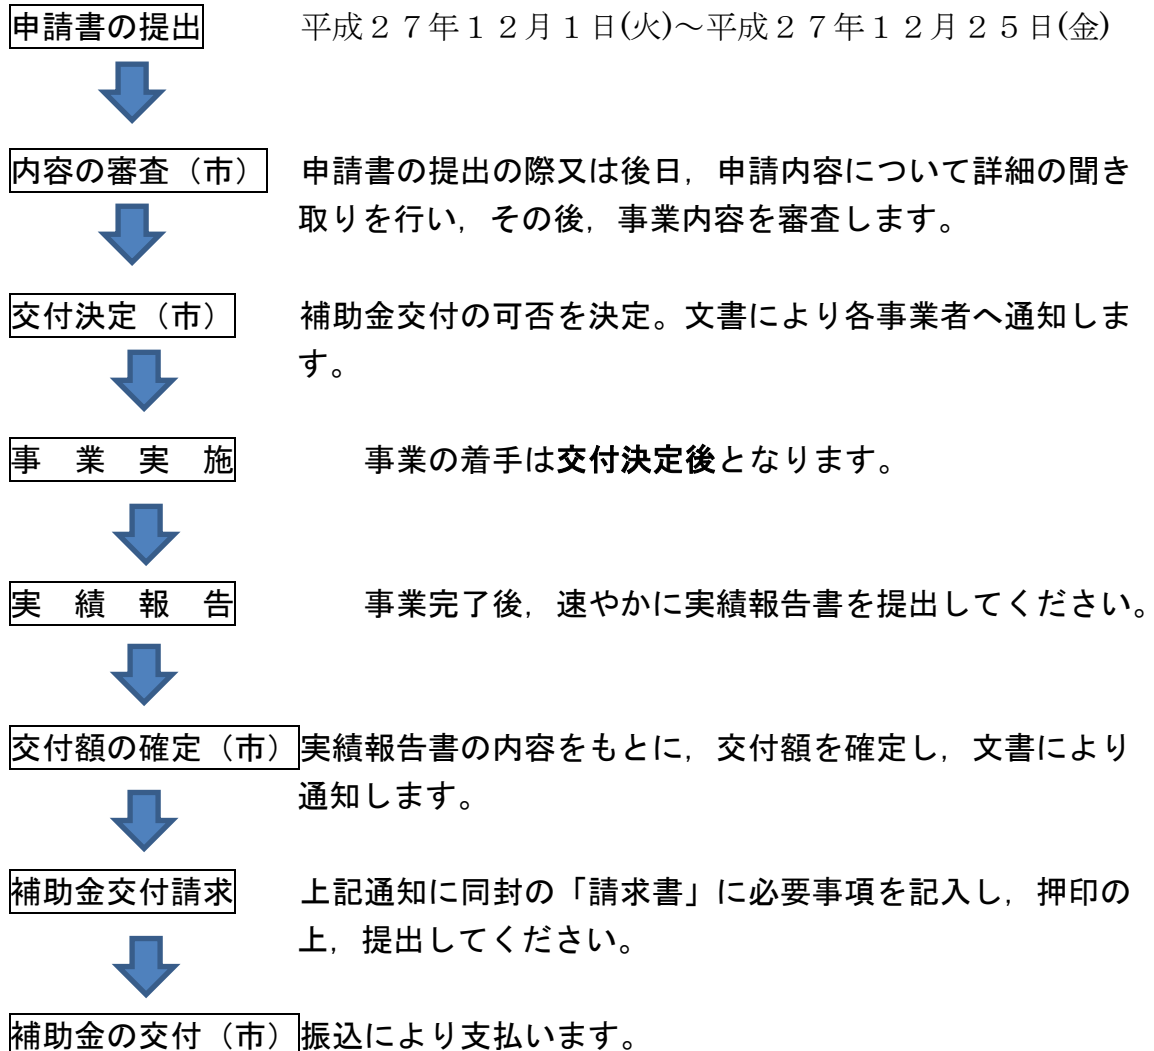 申請書の提出　平成２７年１２月１日(火)～平成２７年１２月２５日(金)
内容の審査（市）　申請書の提出の際又は後日，申請内容について詳細の聞き
取りを行い，その後，事業内容を審査します。
交付決定（市）　補助金交付の可否を決定。文書により各事業者へ通知しま
す。
事　業　実　施　事業の着手は交付決定後となります。
実　績　報　告　事業完了後，速やかに実績報告書を提出してください。
交付額の確定（市）　実績報告書の内容をもとに，交付額を確定し，文書により
通知します。
補助金交付請求　上記通知に同封の「請求書」に必要事項を記入し，押印の
上，提出してください。
補助金の交付（市）　振込により支払います。